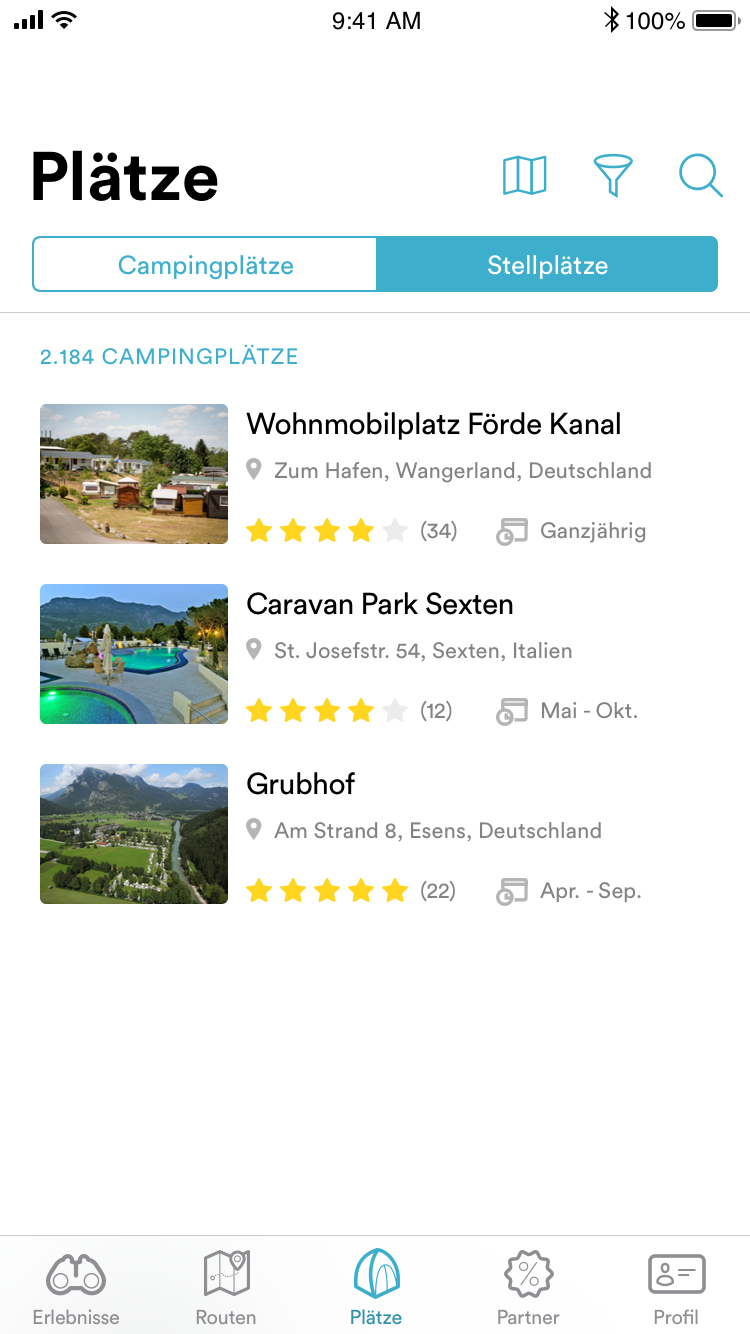 9:41 AM 100%
Plätze
Campingplätze Stellplätze
2.184 CAMPINGPLÄTZE
Wohnmobilplatz Förde Kanal
Zum Hafen, Wangerland, Deutschland
(34) Ganzjährig
Caravan Park Sexten
St. Josefstr. 54, Sexten, Italien
(12) Mai - Okt.
Grubhof
Am Strand 8, Esens, Deutschland
(22) Apr. - Sep.
Erlebnisse Routen Plätze Partner Profil